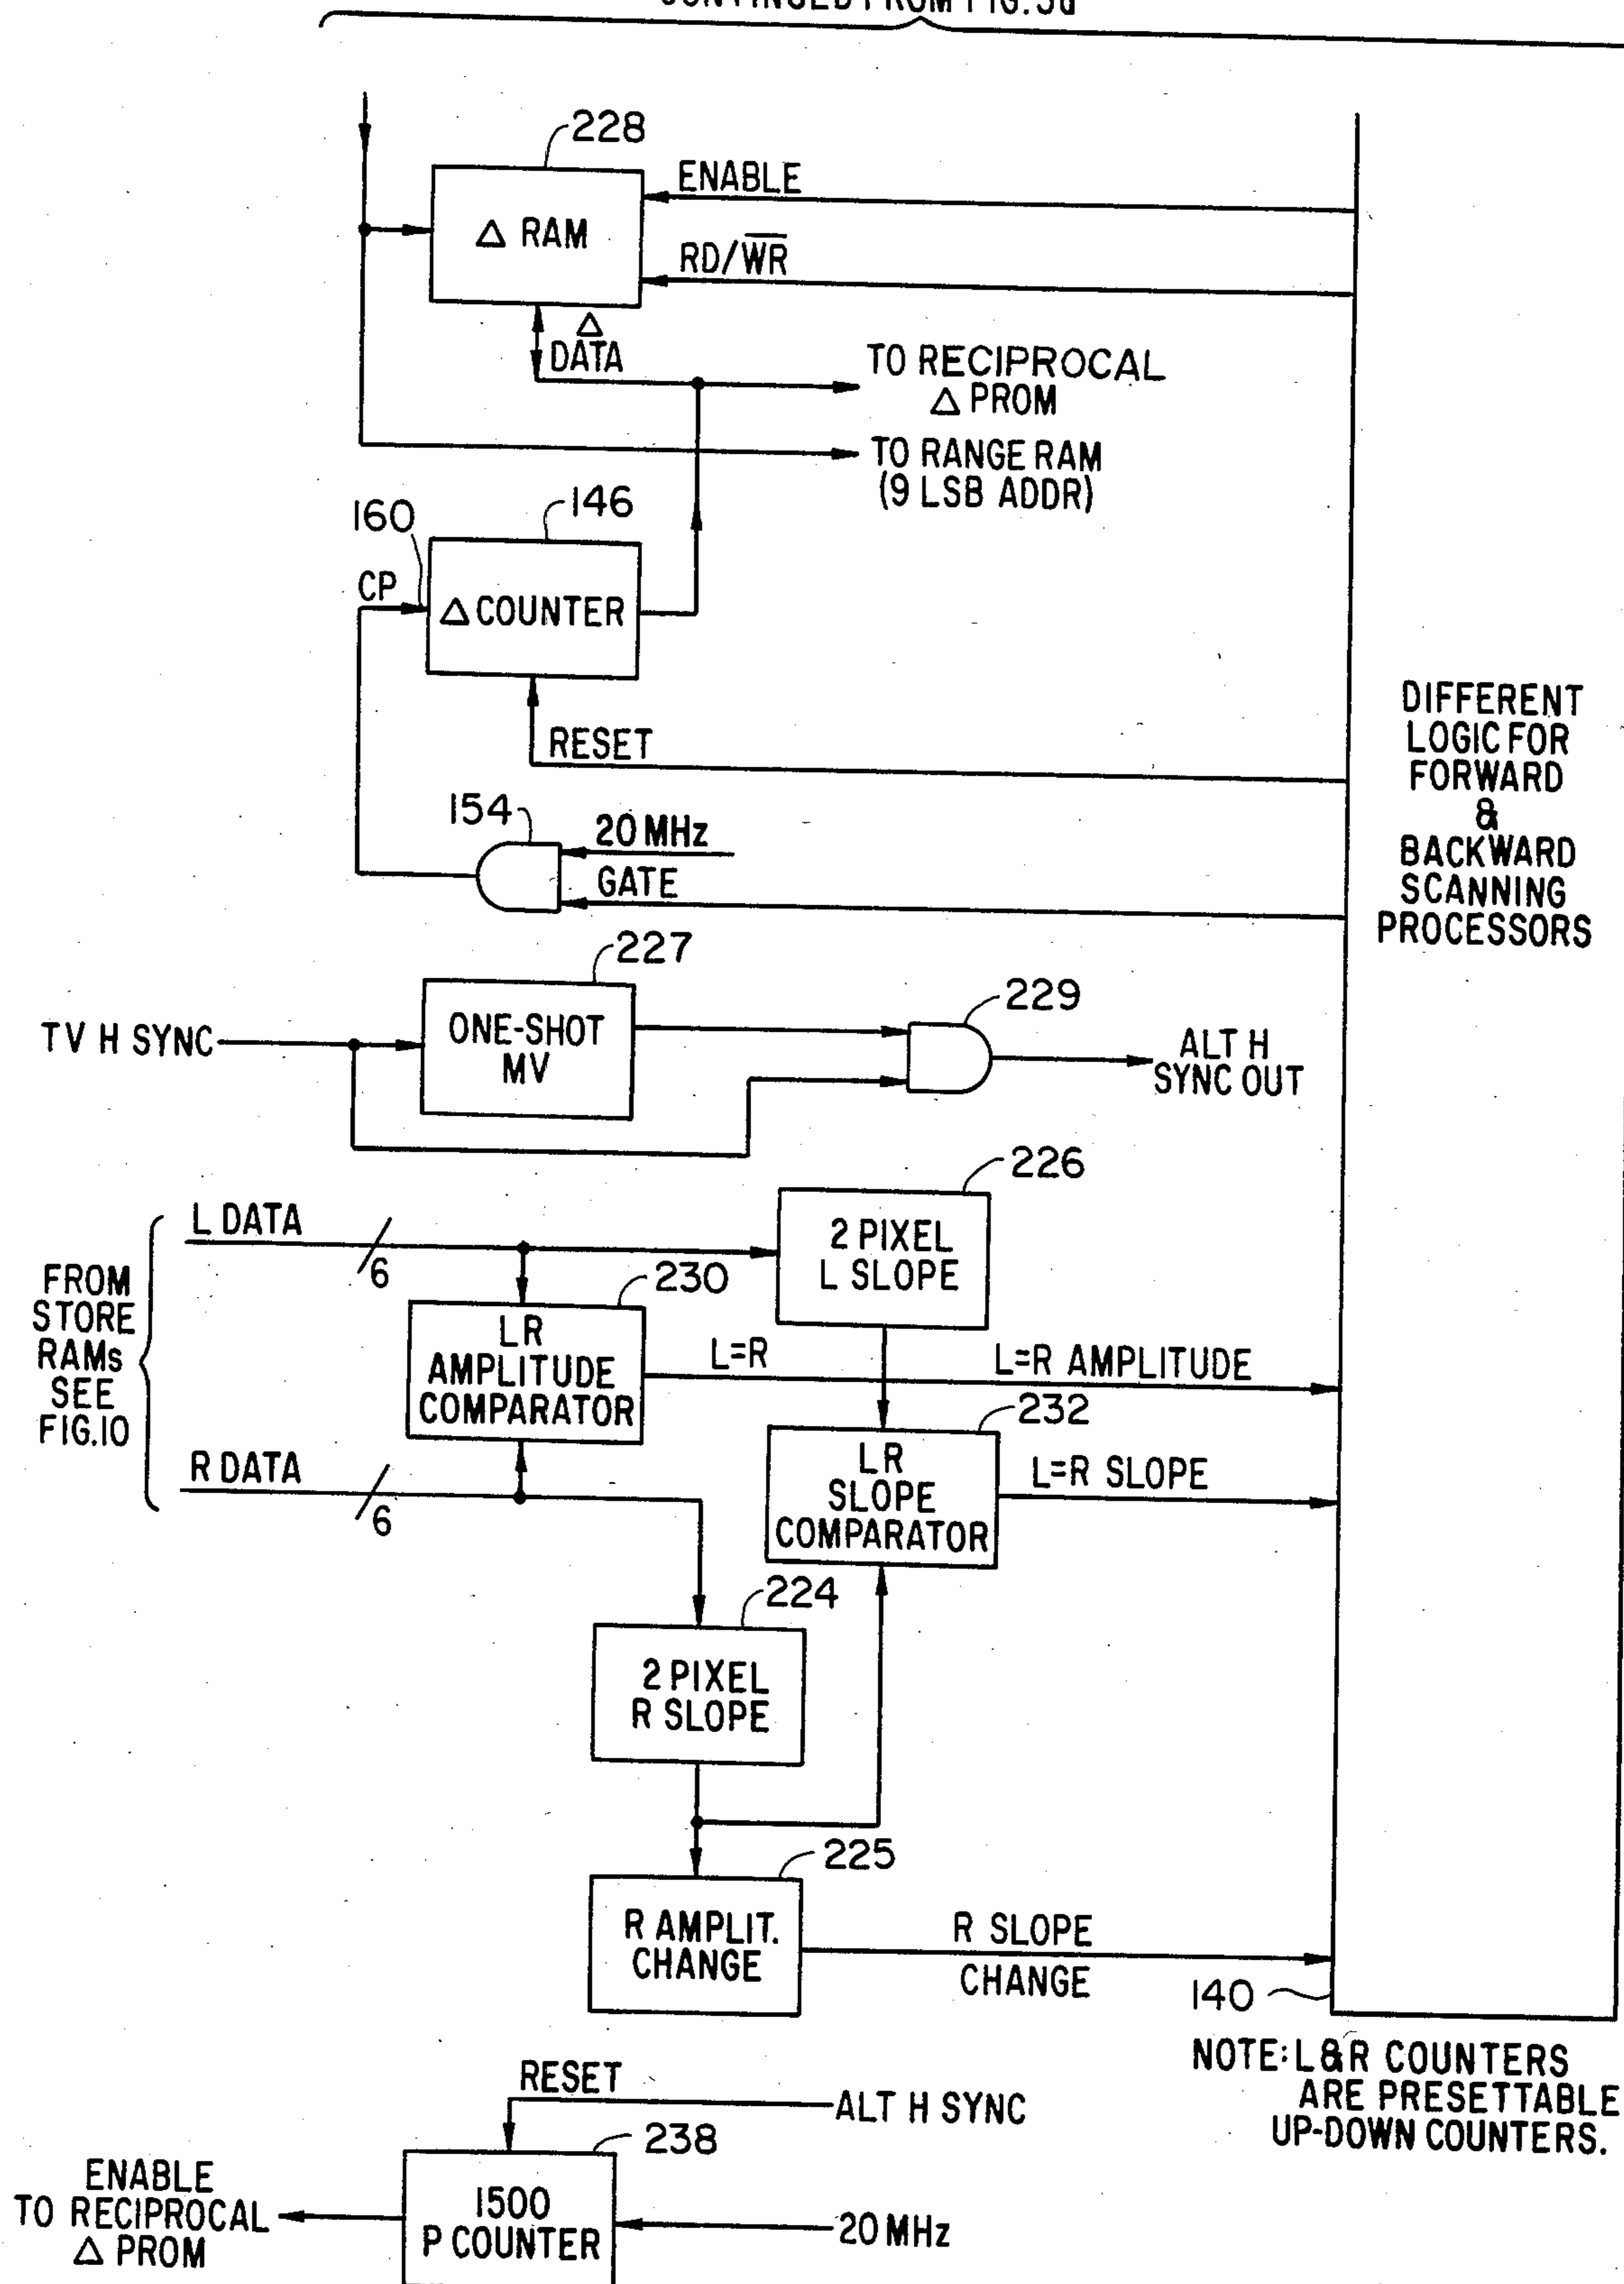 CONTINUED FROM FIG. 5a
228
ENABLE
Δ RAM
RD/W̅R̅
Δ
DATA
TO RECIPROCAL
Δ PROM
TO RANGE RAM
(9 LSB ADDR)
160
146
CP
Δ COUNTER
RESET
DIFFERENT
LOGIC FOR
FORWARD
&
BACKWARD
SCANNING
PROCESSORS
154
20 MHz
GATE
227
229
TV H SYNC
ONE-SHOT
MV
ALT H
SYNC OUT
226
L DATA
6
2 PIXEL
L SLOPE
FROM
STORE
RAMs
SEE
FIG.10
230
LR
AMPLITUDE
COMPARATOR
L=R
L=R AMPLITUDE
232
R DATA
6
LR
SLOPE
COMPARATOR
L=R SLOPE
224
2 PIXEL
R SLOPE
225
R AMPLIT.
CHANGE
R SLOPE
CHANGE
140
NOTE: L&R COUNTERS
ARE PRESETTABLE
UP-DOWN COUNTERS.
RESET
ALT H SYNC
238
ENABLE
TO RECIPROCAL
Δ PROM
1500
P COUNTER
20 MHz